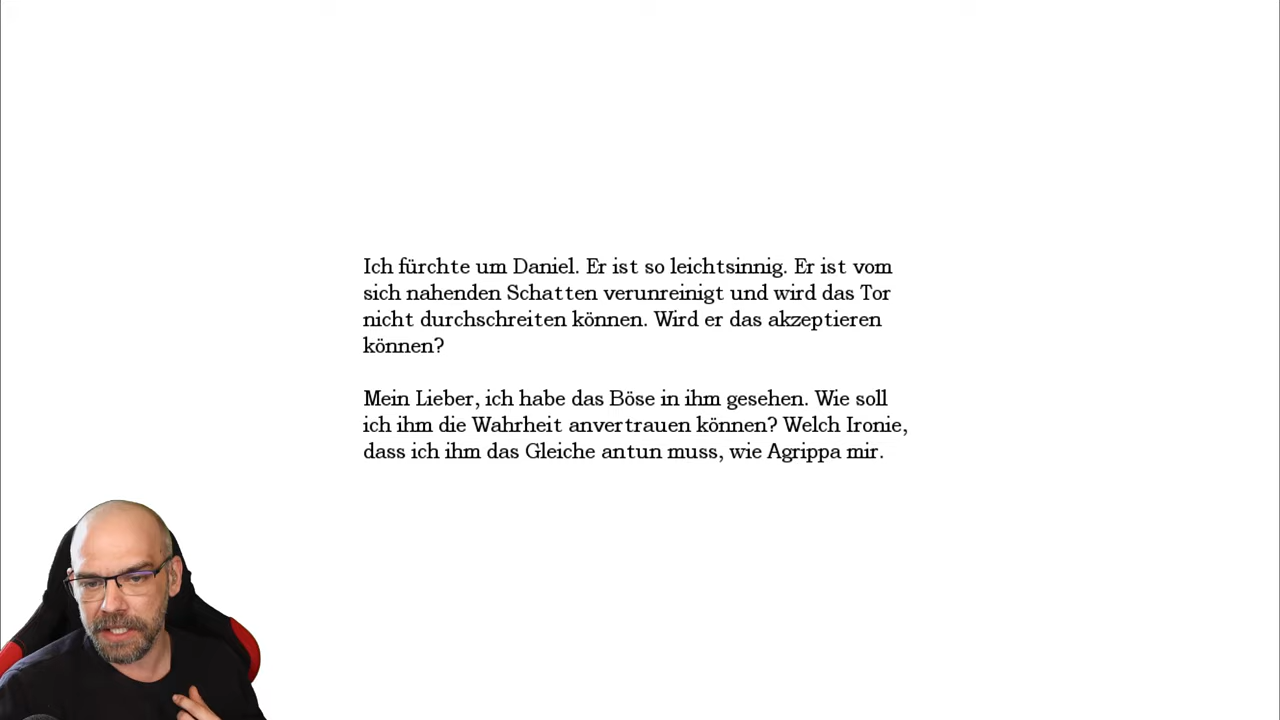 Ich fürchte um Daniel. Er ist so leichtsinnig. Er ist vom
sich nahenden Schatten verunreinigt und wird das Tor
nicht durchschreiten können. Wird er das akzeptieren
können?
Mein Lieber, ich habe das Böse in ihm gesehen. Wie soll
ich ihm die Wahrheit anvertrauen können? Welch Ironie,
dass ich ihm das Gleiche antun muss, wie Agrippa mir.